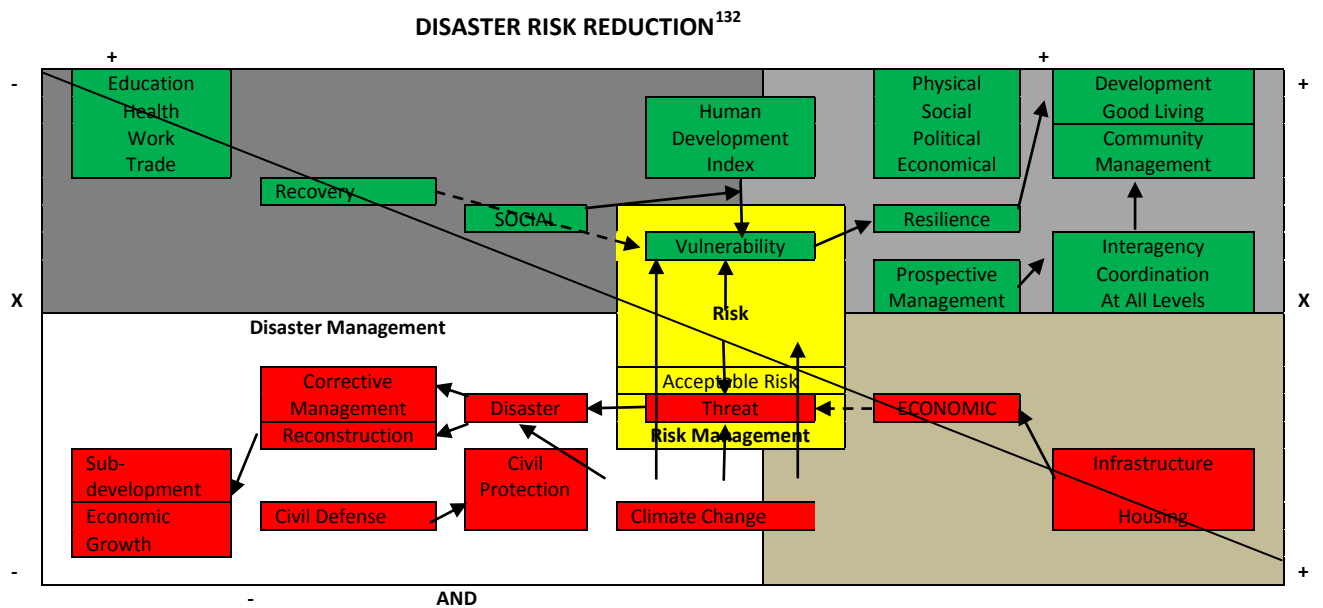 DISASTER RISK REDUCTION132
+ +
- +
Education
Health
Work
Trade
Human
Development
Index
Physical
Social
Political
Economical
Development
Good Living
Community
Management
Recovery
SOCIAL
Resilience
Vulnerability
Prospective
Management
Interagency
Coordination
At All Levels
X X
Risk
Disaster Management
Acceptable Risk
Corrective
Management
Reconstruction
Disaster
Threat
ECONOMIC
Risk Management
Sub-
development
Economic
Growth
Civil
Protection
Infrastructure
Housing
Civil Defense
Climate Change
- +
- AND